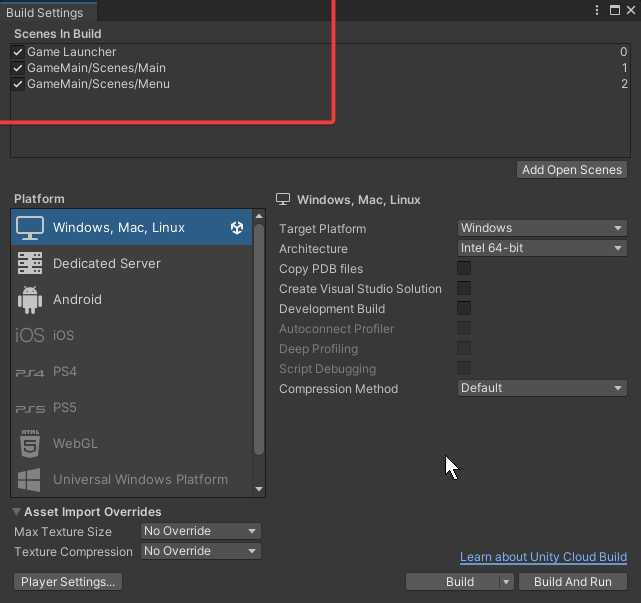 Build Settings
Scenes In Build
Game Launcher 0
GameMain/Scenes/Main 1
GameMain/Scenes/Menu 2
Add Open Scenes
Platform
Windows, Mac, Linux
Dedicated Server
Android
iOS iOS
PS4 PS4
PS5 PS5
HTML 5 WebGL
Universal Windows Platform
Windows, Mac, Linux
Target Platform Windows
Architecture Intel 64-bit
Copy PDB files
Create Visual Studio Solution
Development Build
Autoconnect Profiler
Deep Profiling
Script Debugging
Compression Method Default
Asset Import Overrides
Max Texture Size No Override
Texture Compression No Override
Learn about Unity Cloud Build
Player Settings... Build Build And Run